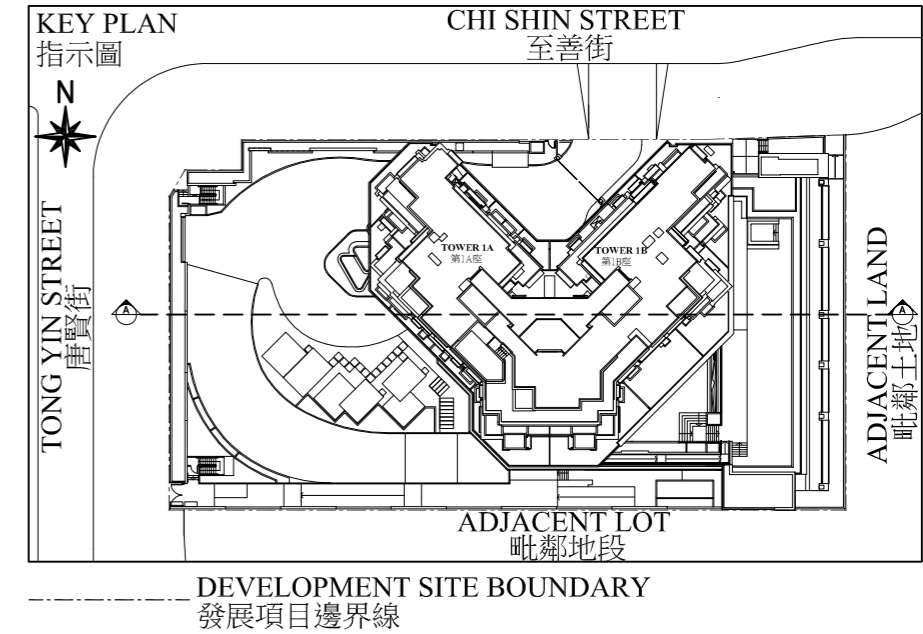 KEY PLAN
指示圖
CHI SHIN STREET
至善街
N
TONG YIN STREET
唐賢街
TOWER 1A
第1A座
TOWER 1B
第1B座
A
A
ADJACENT LAND
毗鄰土地
ADJACENT LOT
毗鄰地段
DEVELOPMENT SITE BOUNDARY
發展項目邊界線